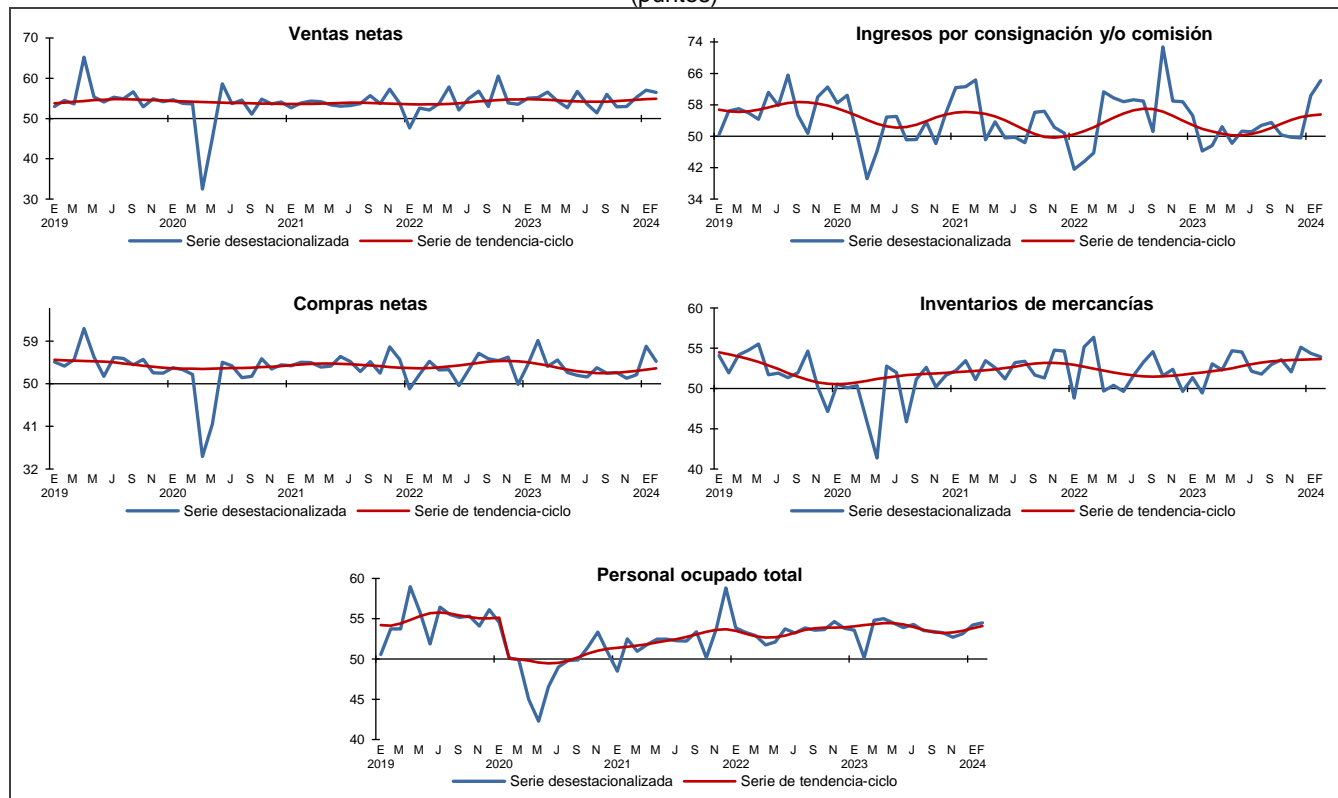 (puntos)
Ventas netas
70
60
50
40
30
E M M J S N E M M J S N E M M J S N E M M J S N E M M J S N EF
2019 2020 2021 2022 2023 2024
Serie desestacionalizada Serie de tendencia-ciclo
Ingresos por consignación y/o comisión
74
66
58
50
42
34
E M M J S N E M M J S N E M M J S N E M M J S N E M M J S N EF
2019 2020 2021 2022 2023 2024
Serie desestacionalizada Serie de tendencia-ciclo
Compras netas
59
50
41
32
E M M J S N E M M J S N E M M J S N E M M J S N E M M J S N EF
2019 2020 2021 2022 2023 2024
Serie desestacionalizada Serie de tendencia-ciclo
Inventarios de mercancías
60
55
50
45
40
E M M J S N E M M J S N E M M J S N E M M J S N E M M J S N EF
2019 2020 2021 2022 2023 2024
Serie desestacionalizada Serie de tendencia-ciclo
Personal ocupado total
60
55
50
45
40
E M M J S N E M M J S N E M M J S N E M M J S N E M M J S N EF
2019 2020 2021 2022 2023 2024
Serie desestacionalizada Serie de tendencia-ciclo